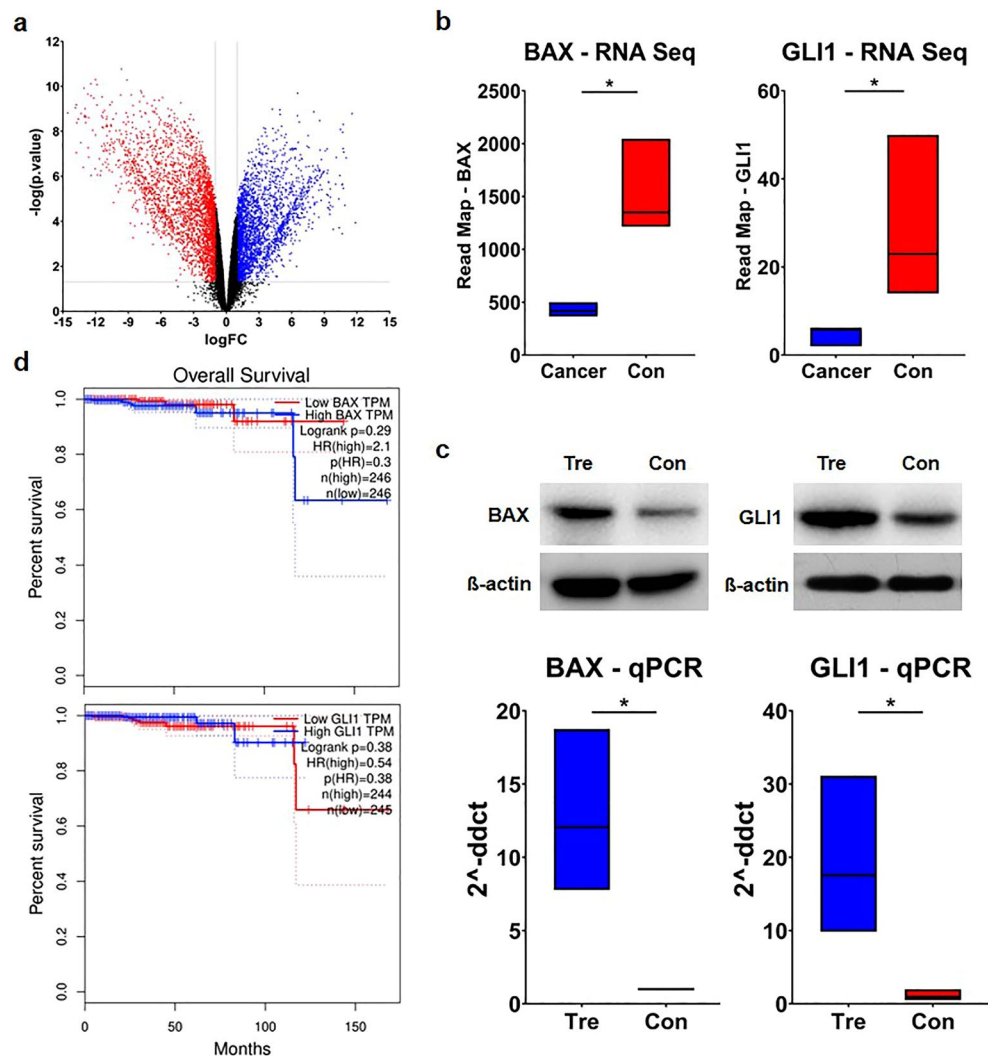 a
12
10
8
6
4
2
0
-log(p.value)
-15 -12 -9 -6 -3 0 3 6 9 12 15
logFC
b
BAX - RNA Seq
*
2500
2000
1500
1000
500
0
Read Map - BAX
Cancer Con
GLI1 - RNA Seq
*
60
40
20
0
Read Map - GLI1
Cancer Con
c
Tre Con
BAX
ß-actin
Tre Con
GLI1
ß-actin
BAX - qPCR
*
20
15
10
5
0
2^-ddct
Tre Con
GLI1 - qPCR
*
40
30
20
10
0
2^-ddct
Tre Con
d
Overall Survival
Low BAX TPM
High BAX TPM
Logrank p=0.29
HR(high)=2.1
p(HR)=0.3
n(high)=246
n(low)=246
1.0
0.8
0.6
0.4
0.2
0.0
Percent survival
Low GLI1 TPM
High GLI1 TPM
Logrank p=0.38
HR(high)=0.54
p(HR)=0.38
n(high)=244
n(low)=245
1.0
0.8
0.6
0.4
0.2
0.0
Percent survival
0 50 100 150
Months